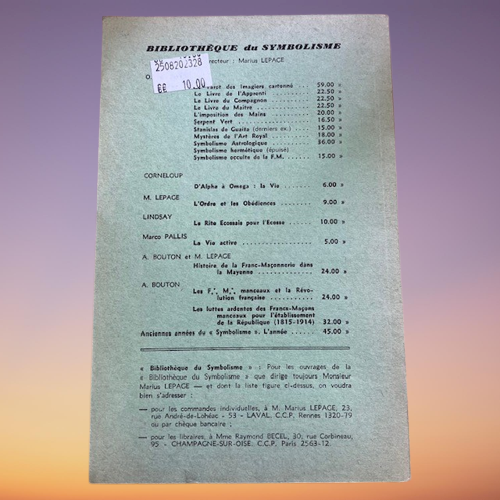 BIBLIOTHÈQUE du SYMBOLISME
recteur : Marius LEPAGE
2508202328
EE 10.00
O.
des Imagiers cartonné . . . 59.00 »
Le Livre de l'Apprenti . . . . . 22.50 »
Le Livre du Compagnon . . . . . 22.50 »
Le Livre du Maître . . . . . 22.50 »
L'imposition des Mains . . . . . 20.00 »
Serpent Vert . . . . . 16.50 »
Stanislas de Guaita (derniers ex.) . . . . 15.00 »
Mystères de l'Art Royal . . . . . 18.00 »
Symbolisme Astrologique . . . . . 36.00 »
Symbolisme hermétique (épuisé)
Symbolisme occulte de la F.M. . . . . 15.00 »
CORNELOUP
D'Alpha à Omega : la Vie . . . . . 6.00 »
M. LEPAGE
L'Ordre et les Obédiences . . . . . 9.00 »
LINDSAY
Le Rite Ecossais pour l'Ecosse . . . . 10.00 »
Marco PALLIS
La Vie active . . . . . 5.00 »
A. BOUTON et M. LEPAGE
Histoire de la Franc-Maçonnerie dans
la Mayenne . . . . . 24.00 »
A. BOUTON
Les F∴ M∴ manceaux et la Révo-
lution française . . . . . 24.00 »
Les luttes ardentes des Francs-Maçons
manceaux pour l'établissement
de la République (1815-1914) 32.00 »
Anciennes années du « Symbolisme ». L'année . . . . 45.00 »
« Bibliothèque du Symbolisme » : Pour les ouvrages de la
« Bibliothèque du Symbolisme » que dirige toujours Monsieur
Marius LEPAGE — et dont la liste figure ci-dessus, on voudra
bien s'adresser :
— pour les commandes individuelles, à M. Marius LEPAGE, 23,
rue André-de-Lohéac - 53 - LAVAL. C.C.P. Rennes 1320-79
ou par chèque bancaire ;
— pour les libraires, à Mme Raymond BECEL, 30, rue Corbineau,
95 - CHAMPAGNE-SUR-OISE. C.C.P. Paris 2563-12.